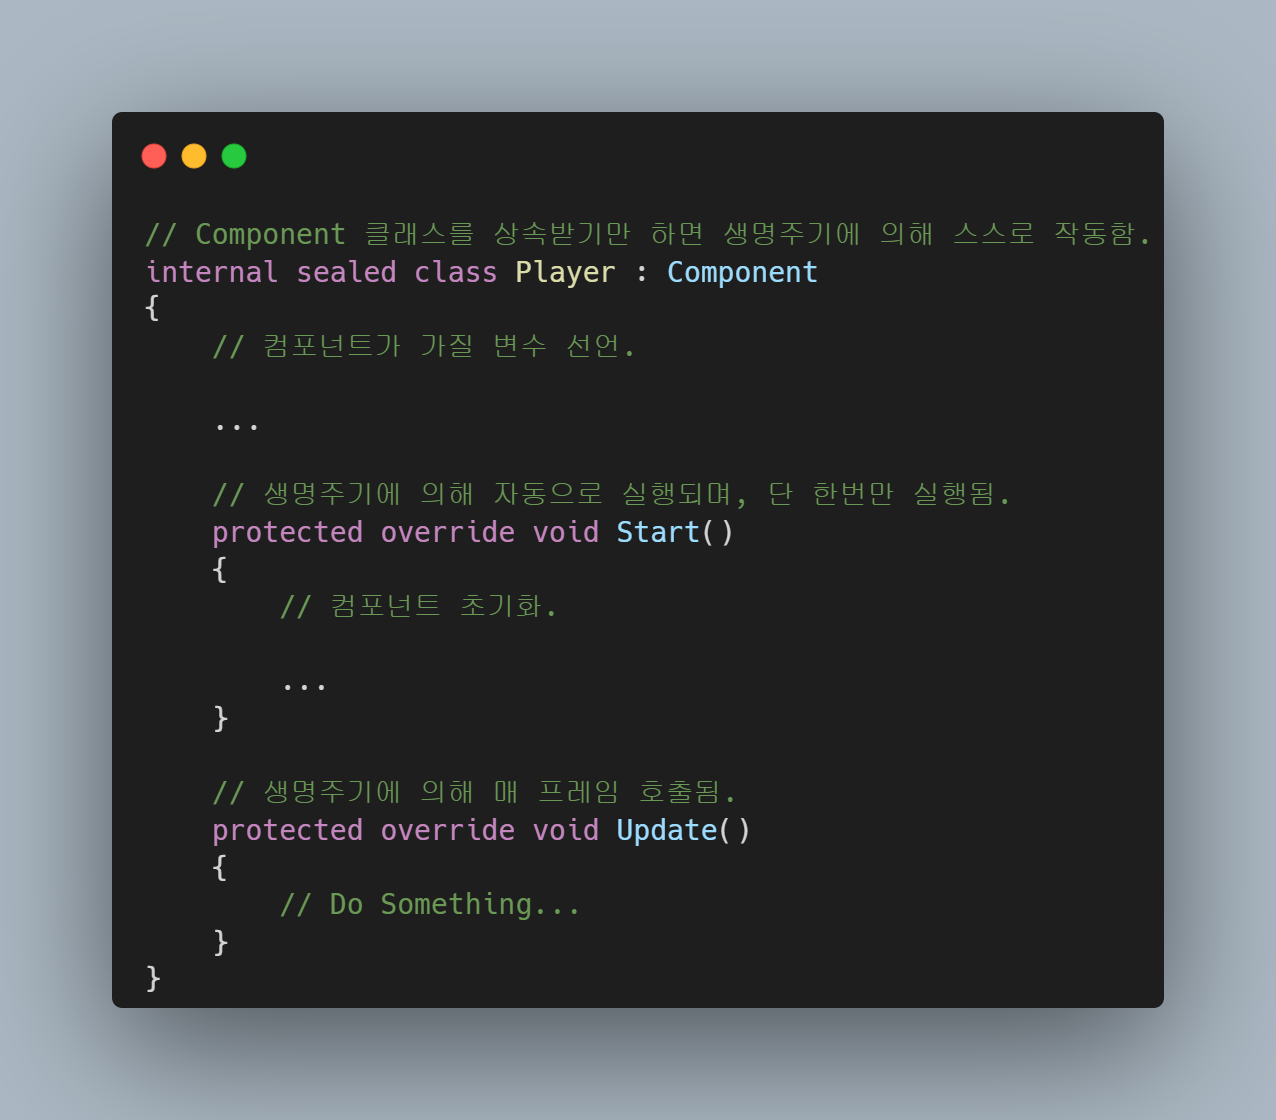 // Component 클래스를 상속받기만 하면 생명주기에 의해 스스로 작동함.
internal sealed class Player : Component
{
    // 컴포넌트가 가질 변수 선언.
    ...
    // 생명주기에 의해 자동으로 실행되며, 단 한번만 실행됨.
    protected override void Start()
    {
        // 컴포넌트 초기화.
        ...
    }
    // 생명주기에 의해 매 프레임 호출됨.
    protected override void Update()
    {
        // Do Something...
    }
}